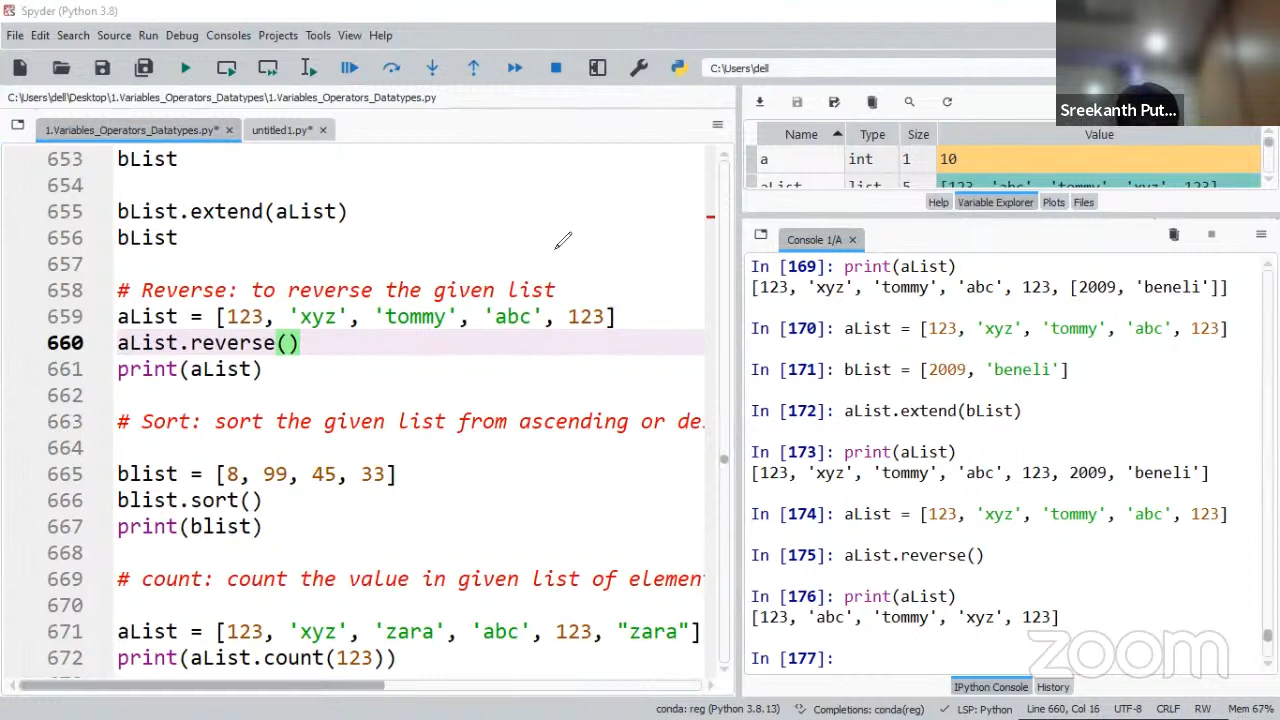 Spyder (Python 3.8)
File Edit Search Source Run Debug Consoles Projects Tools View Help
C:\Users\dell
C:\Users\dell\Desktop\1.Variables_Operators_Datatypes\1.Variables_Operators_Datatypes.py
1.Variables_Operators_Datatypes.py* untitled1.py*
653 bList
654
655 bList.extend(aList)
656 bList
657
658 # Reverse: to reverse the given list
659 aList = [123, 'xyz', 'tommy', 'abc', 123]
660 aList.reverse()
661 print(aList)
662
663 # Sort: sort the given list from ascending or de
664
665 blist = [8, 99, 45, 33]
666 blist.sort()
667 print(blist)
668
669 # count: count the value in given list of elemen
670
671 aList = [123, 'xyz', 'zara', 'abc', 123, "zara"]
672 print(aList.count(123))
Sreekanth Put...
Name Type Size Value
a int 1 10
aList list 5 [123, 'abc', 'tommy', 'xyz', 123]
Help Variable Explorer Plots Files
Console 1/A
In [169]: print(aList)
[123, 'xyz', 'tommy', 'abc', 123, [2009, 'beneli']]
In [170]: aList = [123, 'xyz', 'tommy', 'abc', 123]
In [171]: bList = [2009, 'beneli']
In [172]: aList.extend(bList)
In [173]: print(aList)
[123, 'xyz', 'tommy', 'abc', 123, 2009, 'beneli']
In [174]: aList = [123, 'xyz', 'tommy', 'abc', 123]
In [175]: aList.reverse()
In [176]: print(aList)
[123, 'abc', 'tommy', 'xyz', 123]
In [177]:
zoom
IPython Console History
conda: reg (Python 3.8.13) Completions: conda(reg) LSP: Python Line 660, Col 16 UTF-8 CRLF RW Mem 67%